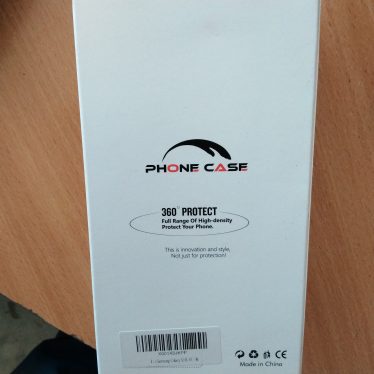 PHONE CASE
360° PROTECT
Full Range Of High-density
Protect Your Phone.
This is innovation and style,
Not just for protection!
Made in China